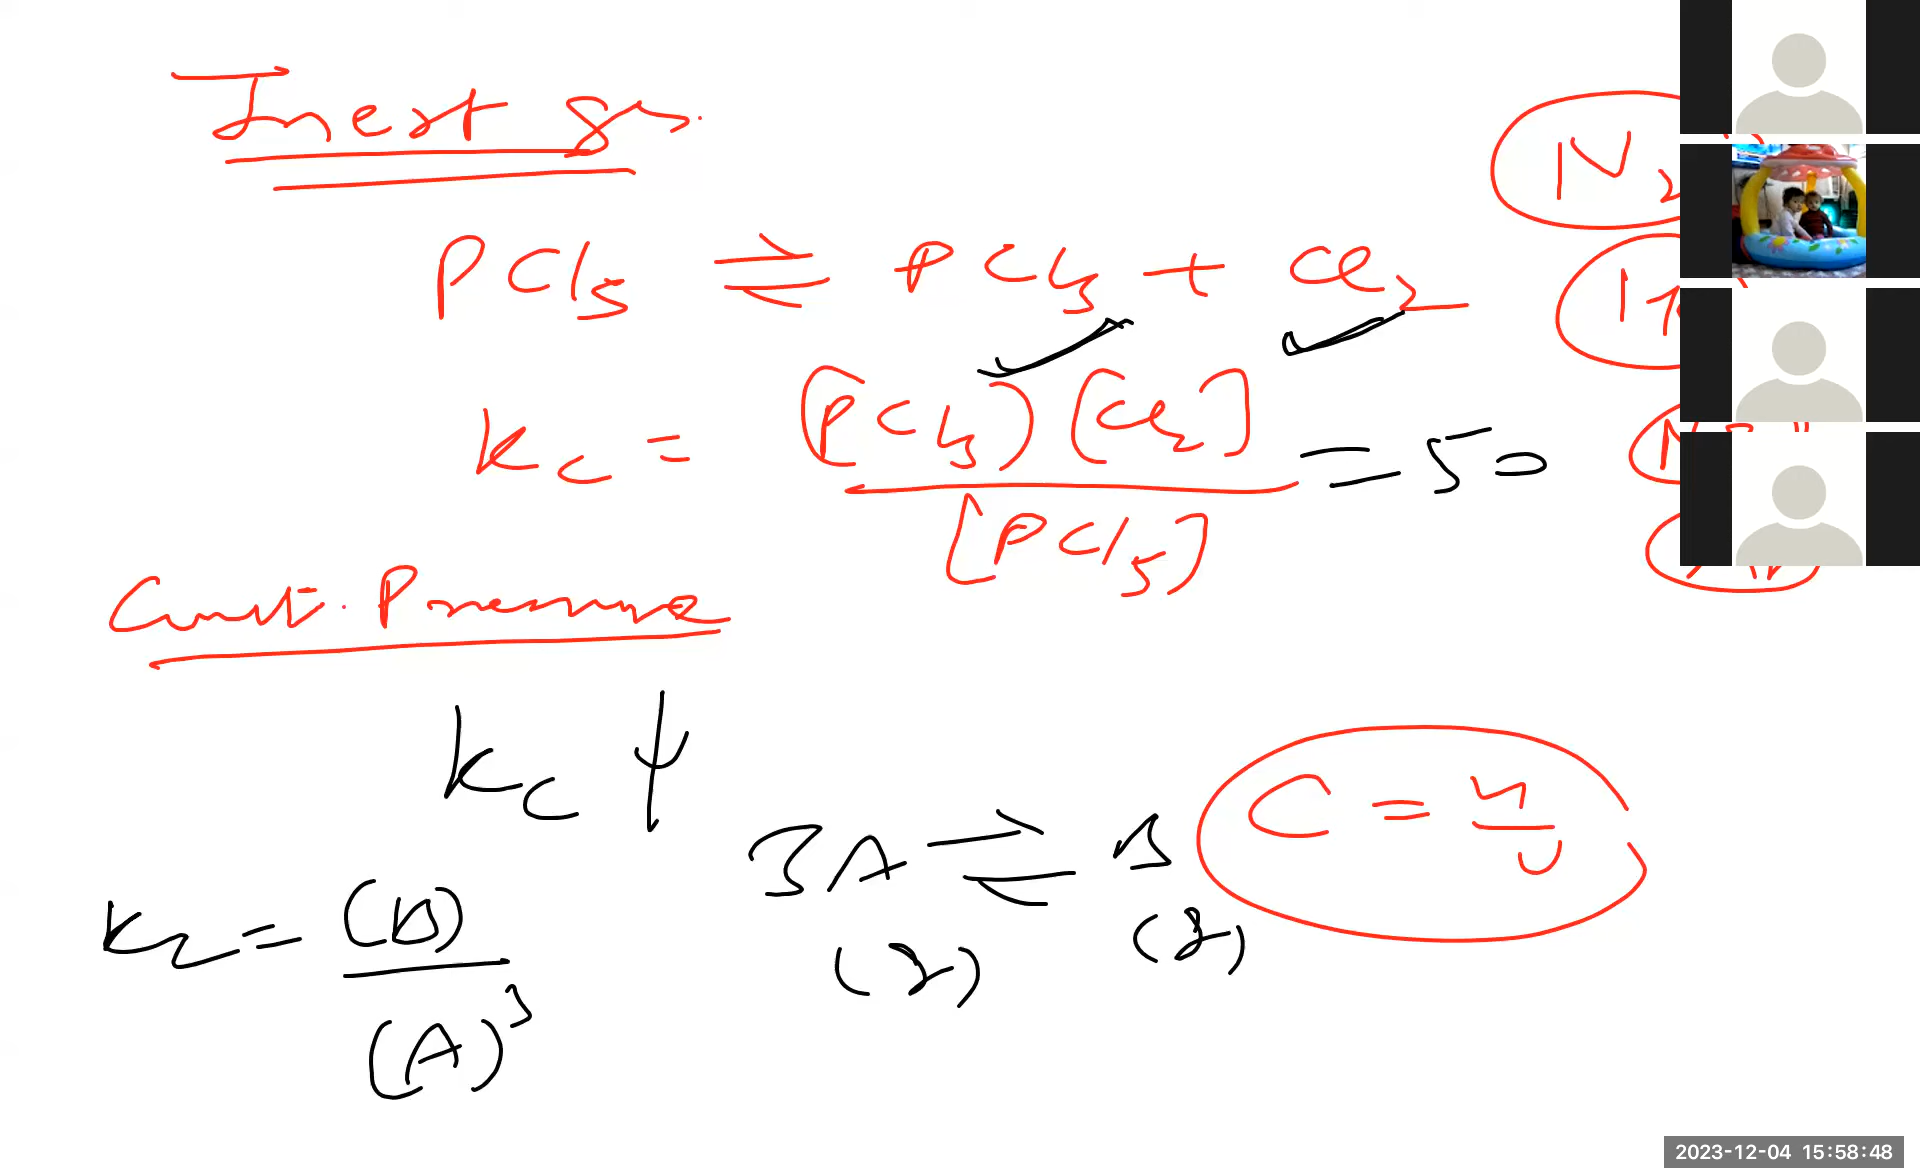 Inert gas.
N2
PCl5 ⇌ PCl3 + Cl2
Kc = [PCl3] [Cl2] / [PCl5] = 50
Const. Pressure
Kc ↓
C = n/V
3A ⇌ B
(g) (g)
Kc = (B) / (A)^3
2023-12-04 15:58:48